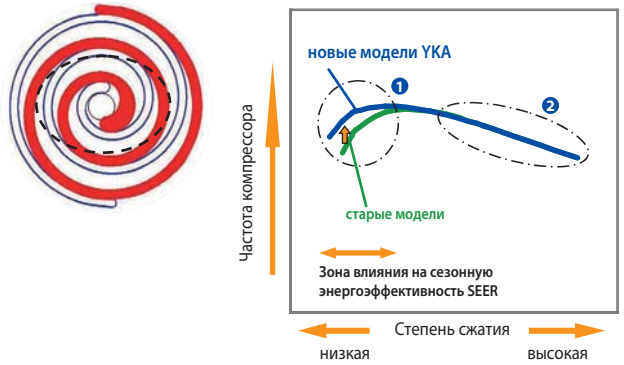 новые модели YKA
1
2
старые модели
Зона влияния на сезонную
энергоэффективность SEER
Частота компрессора
Степень сжатия
низкая
высокая